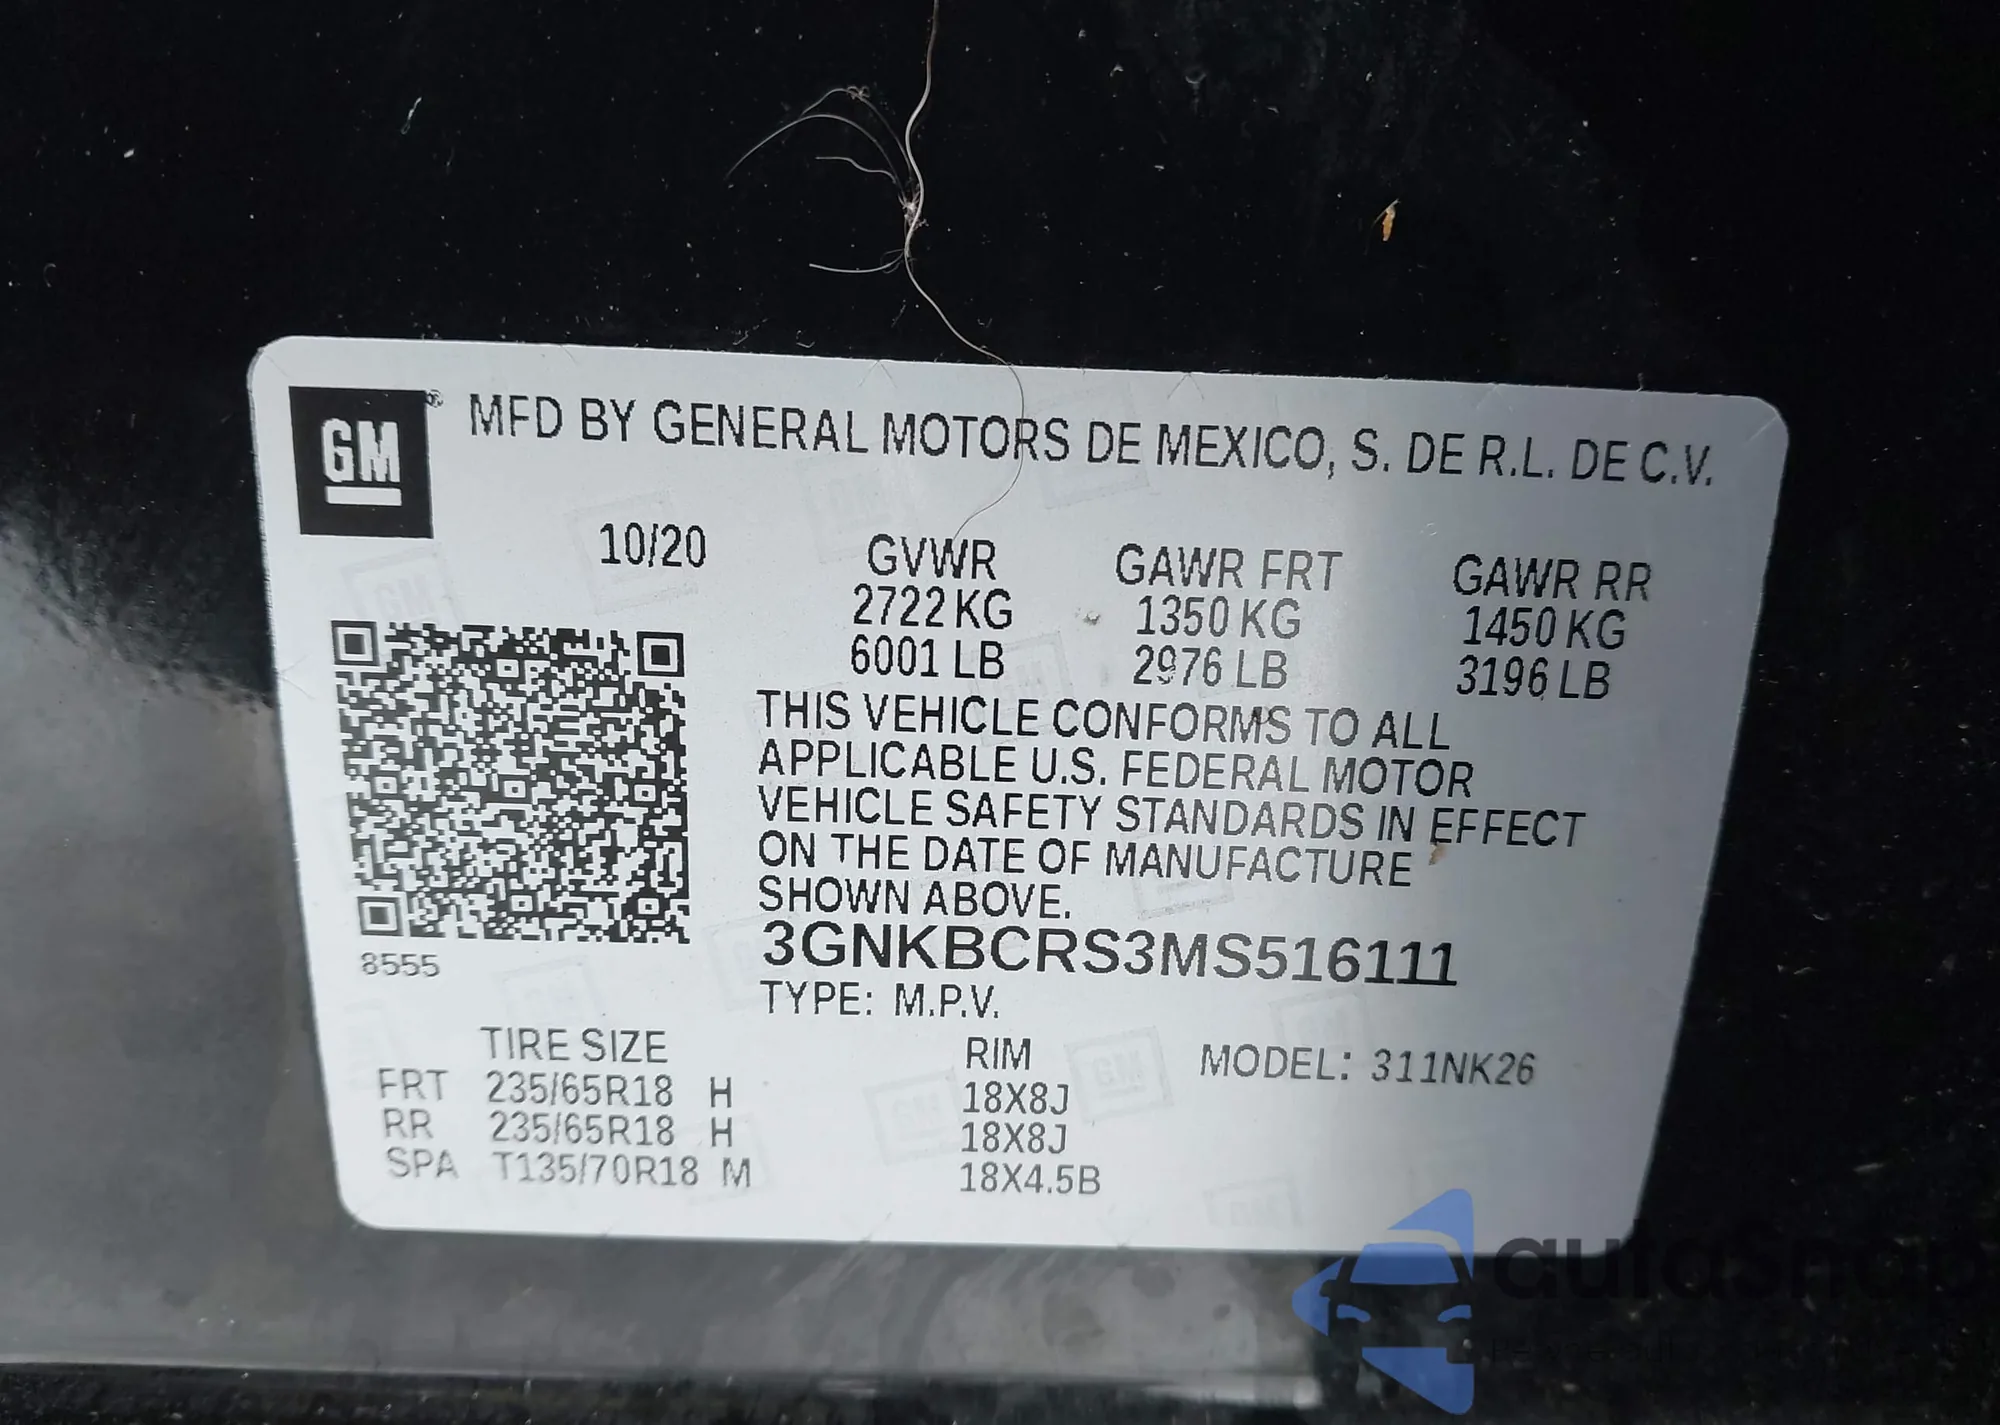 GM ® MFD BY GENERAL MOTORS DE MEXICO, S. DE R.L. DE C.V.
10/20 GVWR GAWR FRT GAWR RR
2722 KG 1350 KG 1450 KG
6001 LB 2976 LB 3196 LB
THIS VEHICLE CONFORMS TO ALL
APPLICABLE U.S. FEDERAL MOTOR
VEHICLE SAFETY STANDARDS IN EFFECT
ON THE DATE OF MANUFACTURE
SHOWN ABOVE.
3GNKBCRS3MS516111
8555
TYPE: M.P.V.
TIRE SIZE RIM MODEL: 311NK26
FRT 235/65R18 H 18X8J
RR 235/65R18 H 18X8J
SPA T135/70R18 M 18X4.5B
autosnap